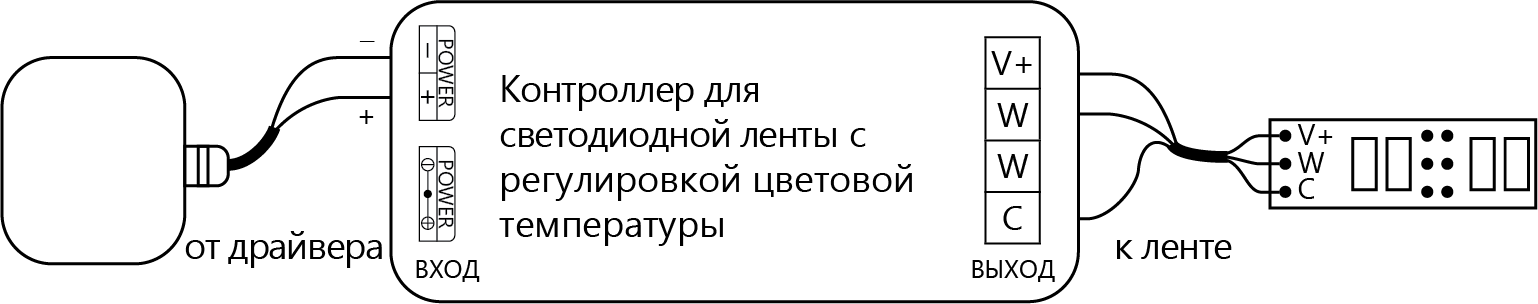 −
+
от драйвера
POWER
− +
POWER
ВХОД
Контроллер для
светодиодной ленты с
регулировкой цветовой
температуры
V+
W
W
C
ВЫХОД
к ленте
V+
W
C